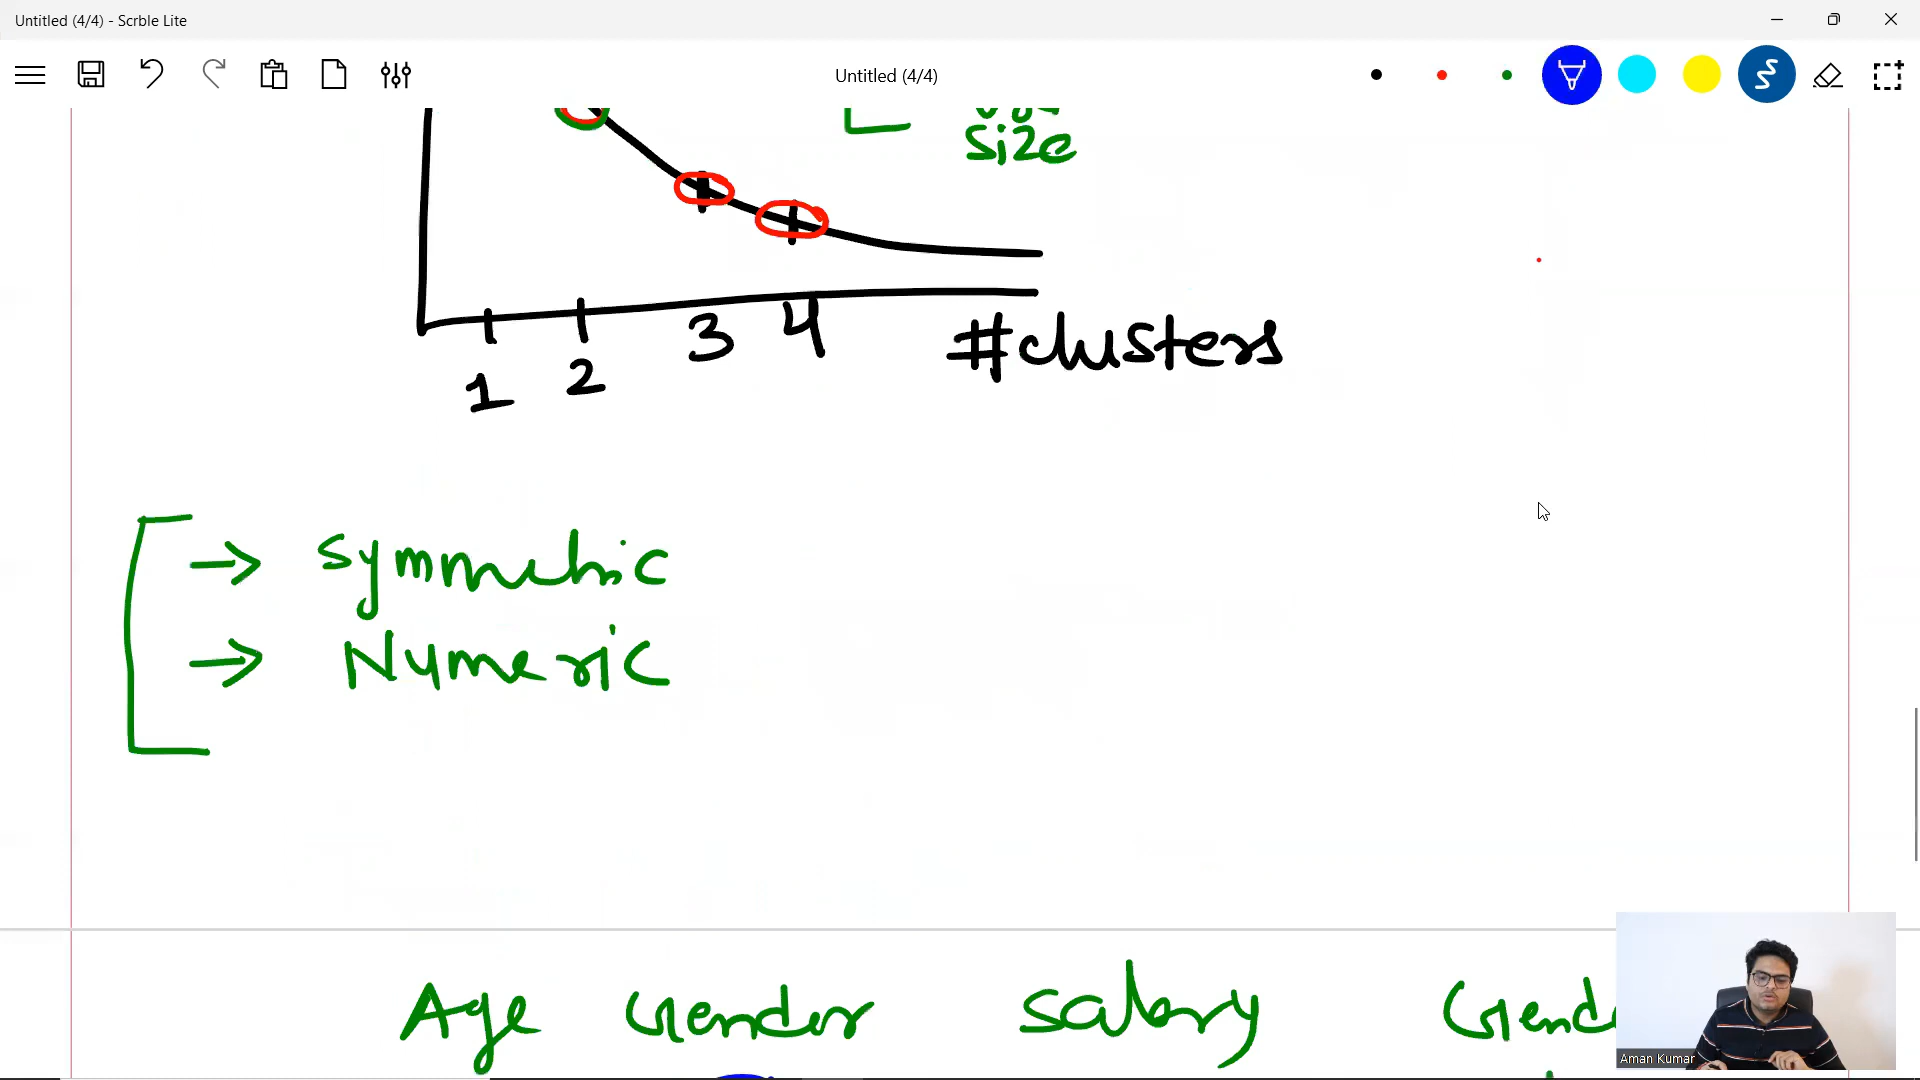 Untitled (4/4) - Scrble Lite
Untitled (4/4)
size
1 2 3 4 #clusters
→ Symmetric
→ Numeric
Age Gender Salary Gende
Aman Kumar